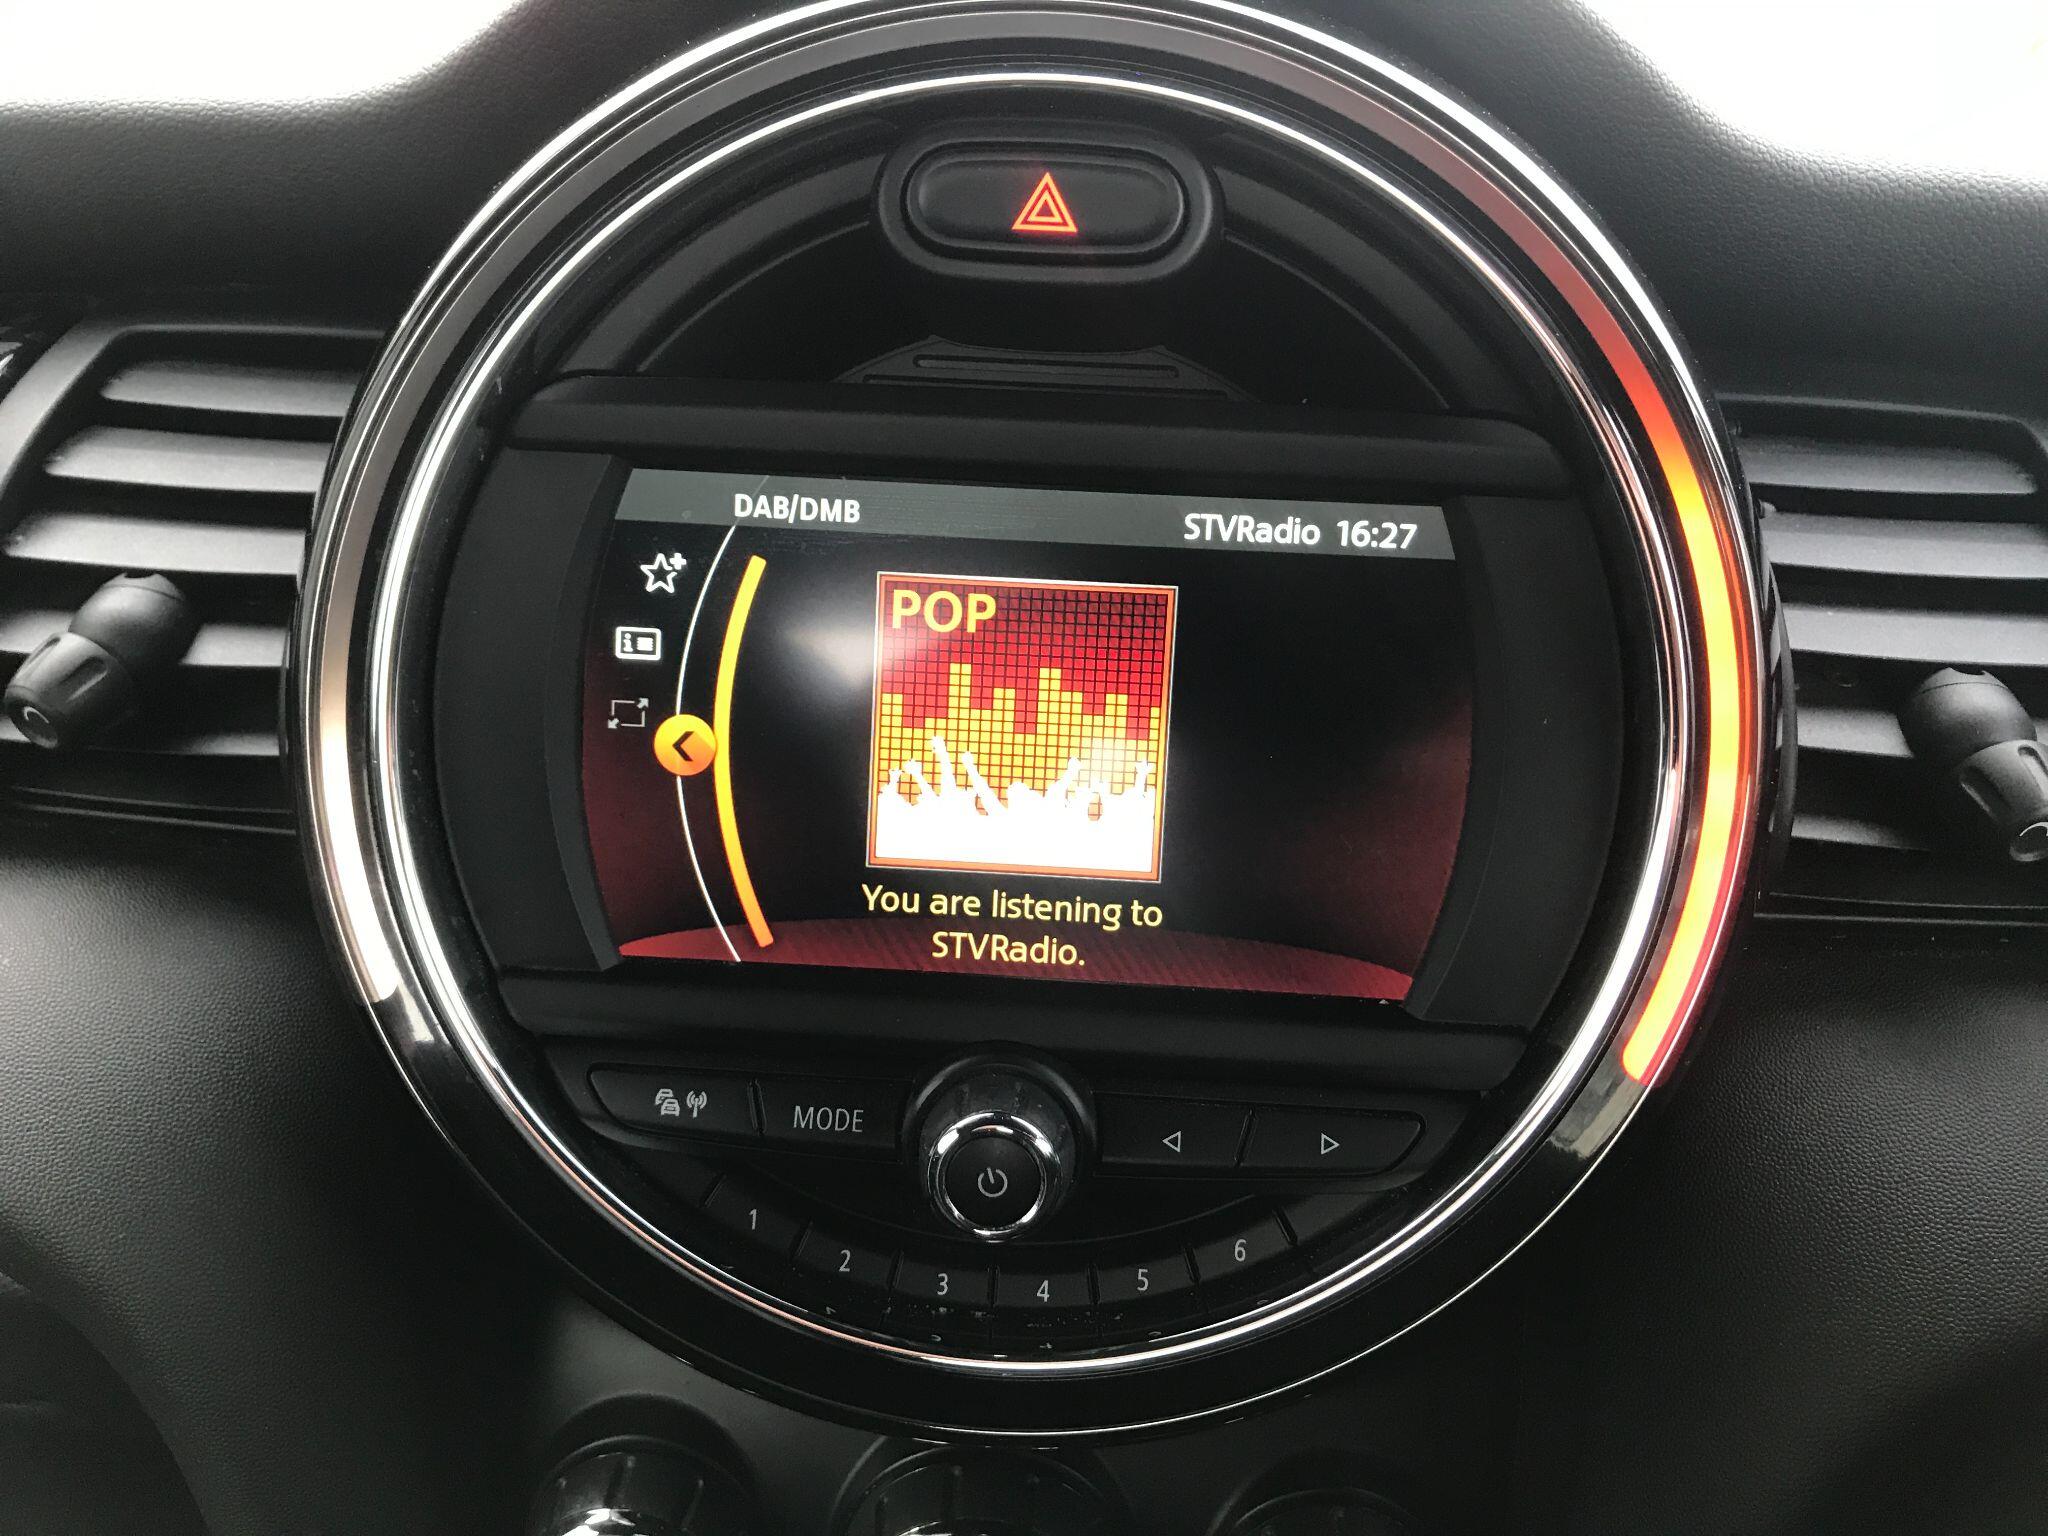 DAB/DMB STVRadio 16:27
POP
You are listening to
STVRadio.
MODE
1 2 3 4 5 6